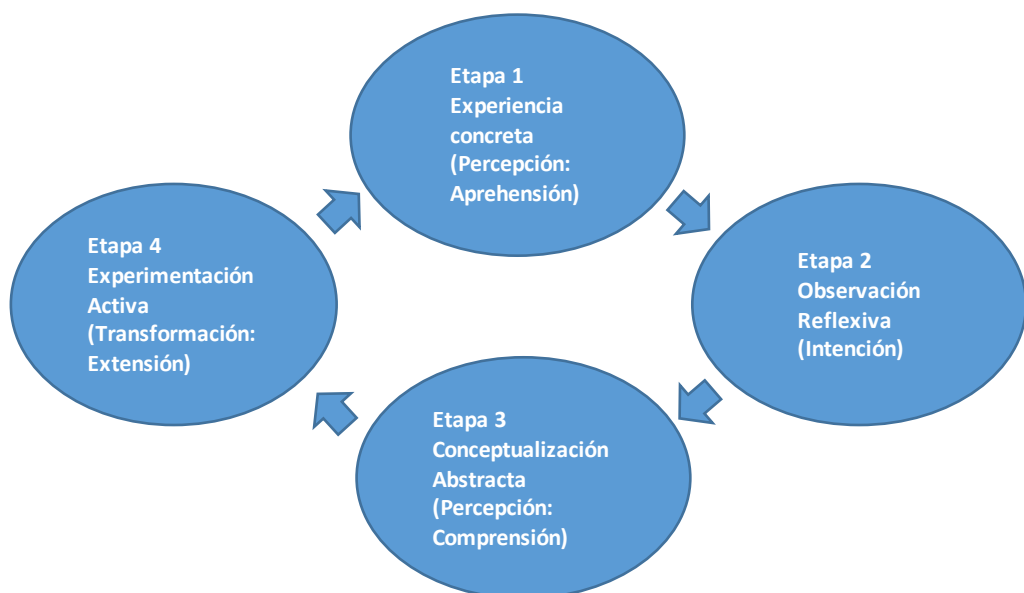 Etapa 1
Experiencia
concreta
(Percepción:
Aprehensión)
Etapa 2
Observación
Reflexiva
(Intención)
Etapa 3
Conceptualización
Abstracta
(Percepción:
Comprensión)
Etapa 4
Experimentación
Activa
(Transformación:
Extensión)